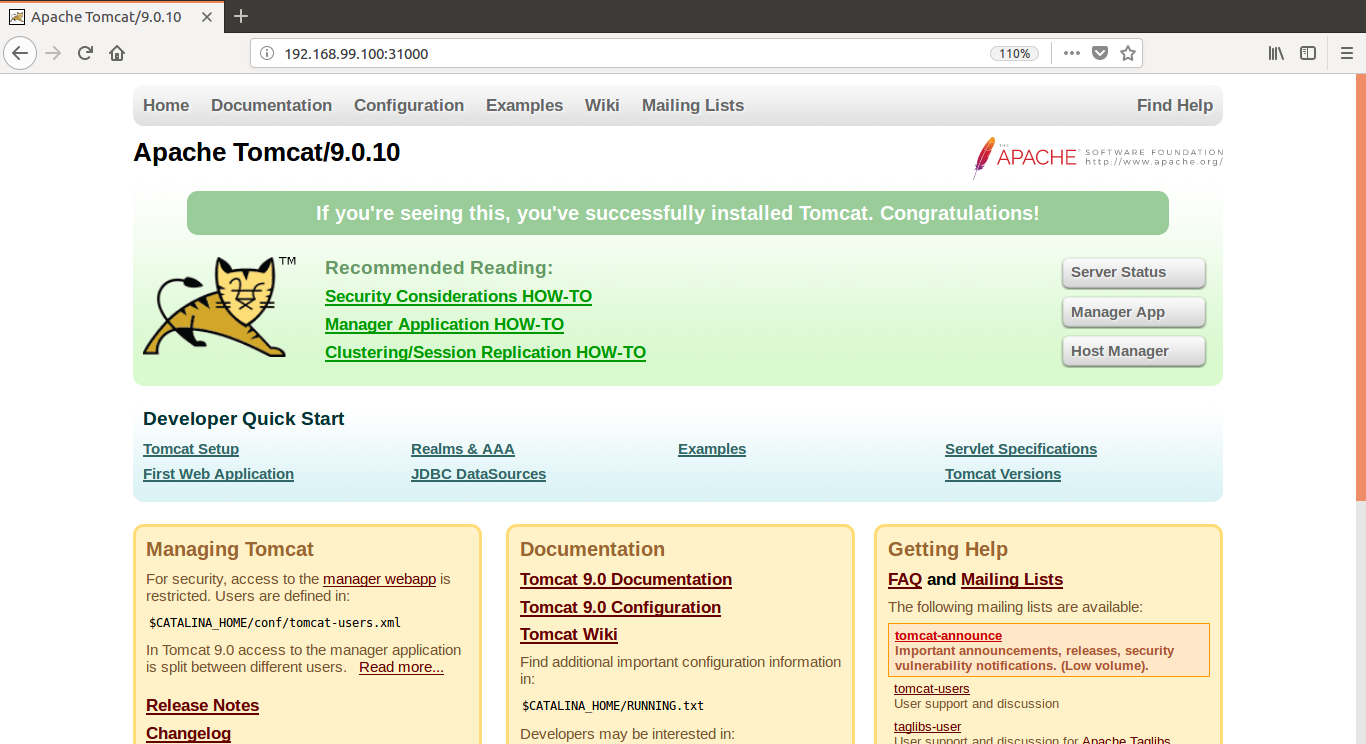 Apache Tomcat/9.0.10
192.168.99.100:31000
110%
Home Documentation Configuration Examples Wiki Mailing Lists Find Help
Apache Tomcat/9.0.10
THE
APACHE SOFTWARE FOUNDATION
http://www.apache.org/
If you're seeing this, you've successfully installed Tomcat. Congratulations!
TM
Recommended Reading:
Security Considerations HOW-TO
Manager Application HOW-TO
Clustering/Session Replication HOW-TO
Server Status
Manager App
Host Manager
Developer Quick Start
Tomcat Setup
First Web Application
Realms & AAA
JDBC DataSources
Examples
Servlet Specifications
Tomcat Versions
Managing Tomcat
For security, access to the manager webapp is
restricted. Users are defined in:
$CATALINA_HOME/conf/tomcat-users.xml
In Tomcat 9.0 access to the manager application
is split between different users. Read more...
Release Notes
Changelog
Documentation
Tomcat 9.0 Documentation
Tomcat 9.0 Configuration
Tomcat Wiki
Find additional important configuration information
in:
$CATALINA_HOME/RUNNING.txt
Developers may be interested in:
Getting Help
FAQ and Mailing Lists
The following mailing lists are available:
tomcat-announce
Important announcements, releases, security
vulnerability notifications. (Low volume).
tomcat-users
User support and discussion
taglibs-user
User support and discussion for Apache Taglibs